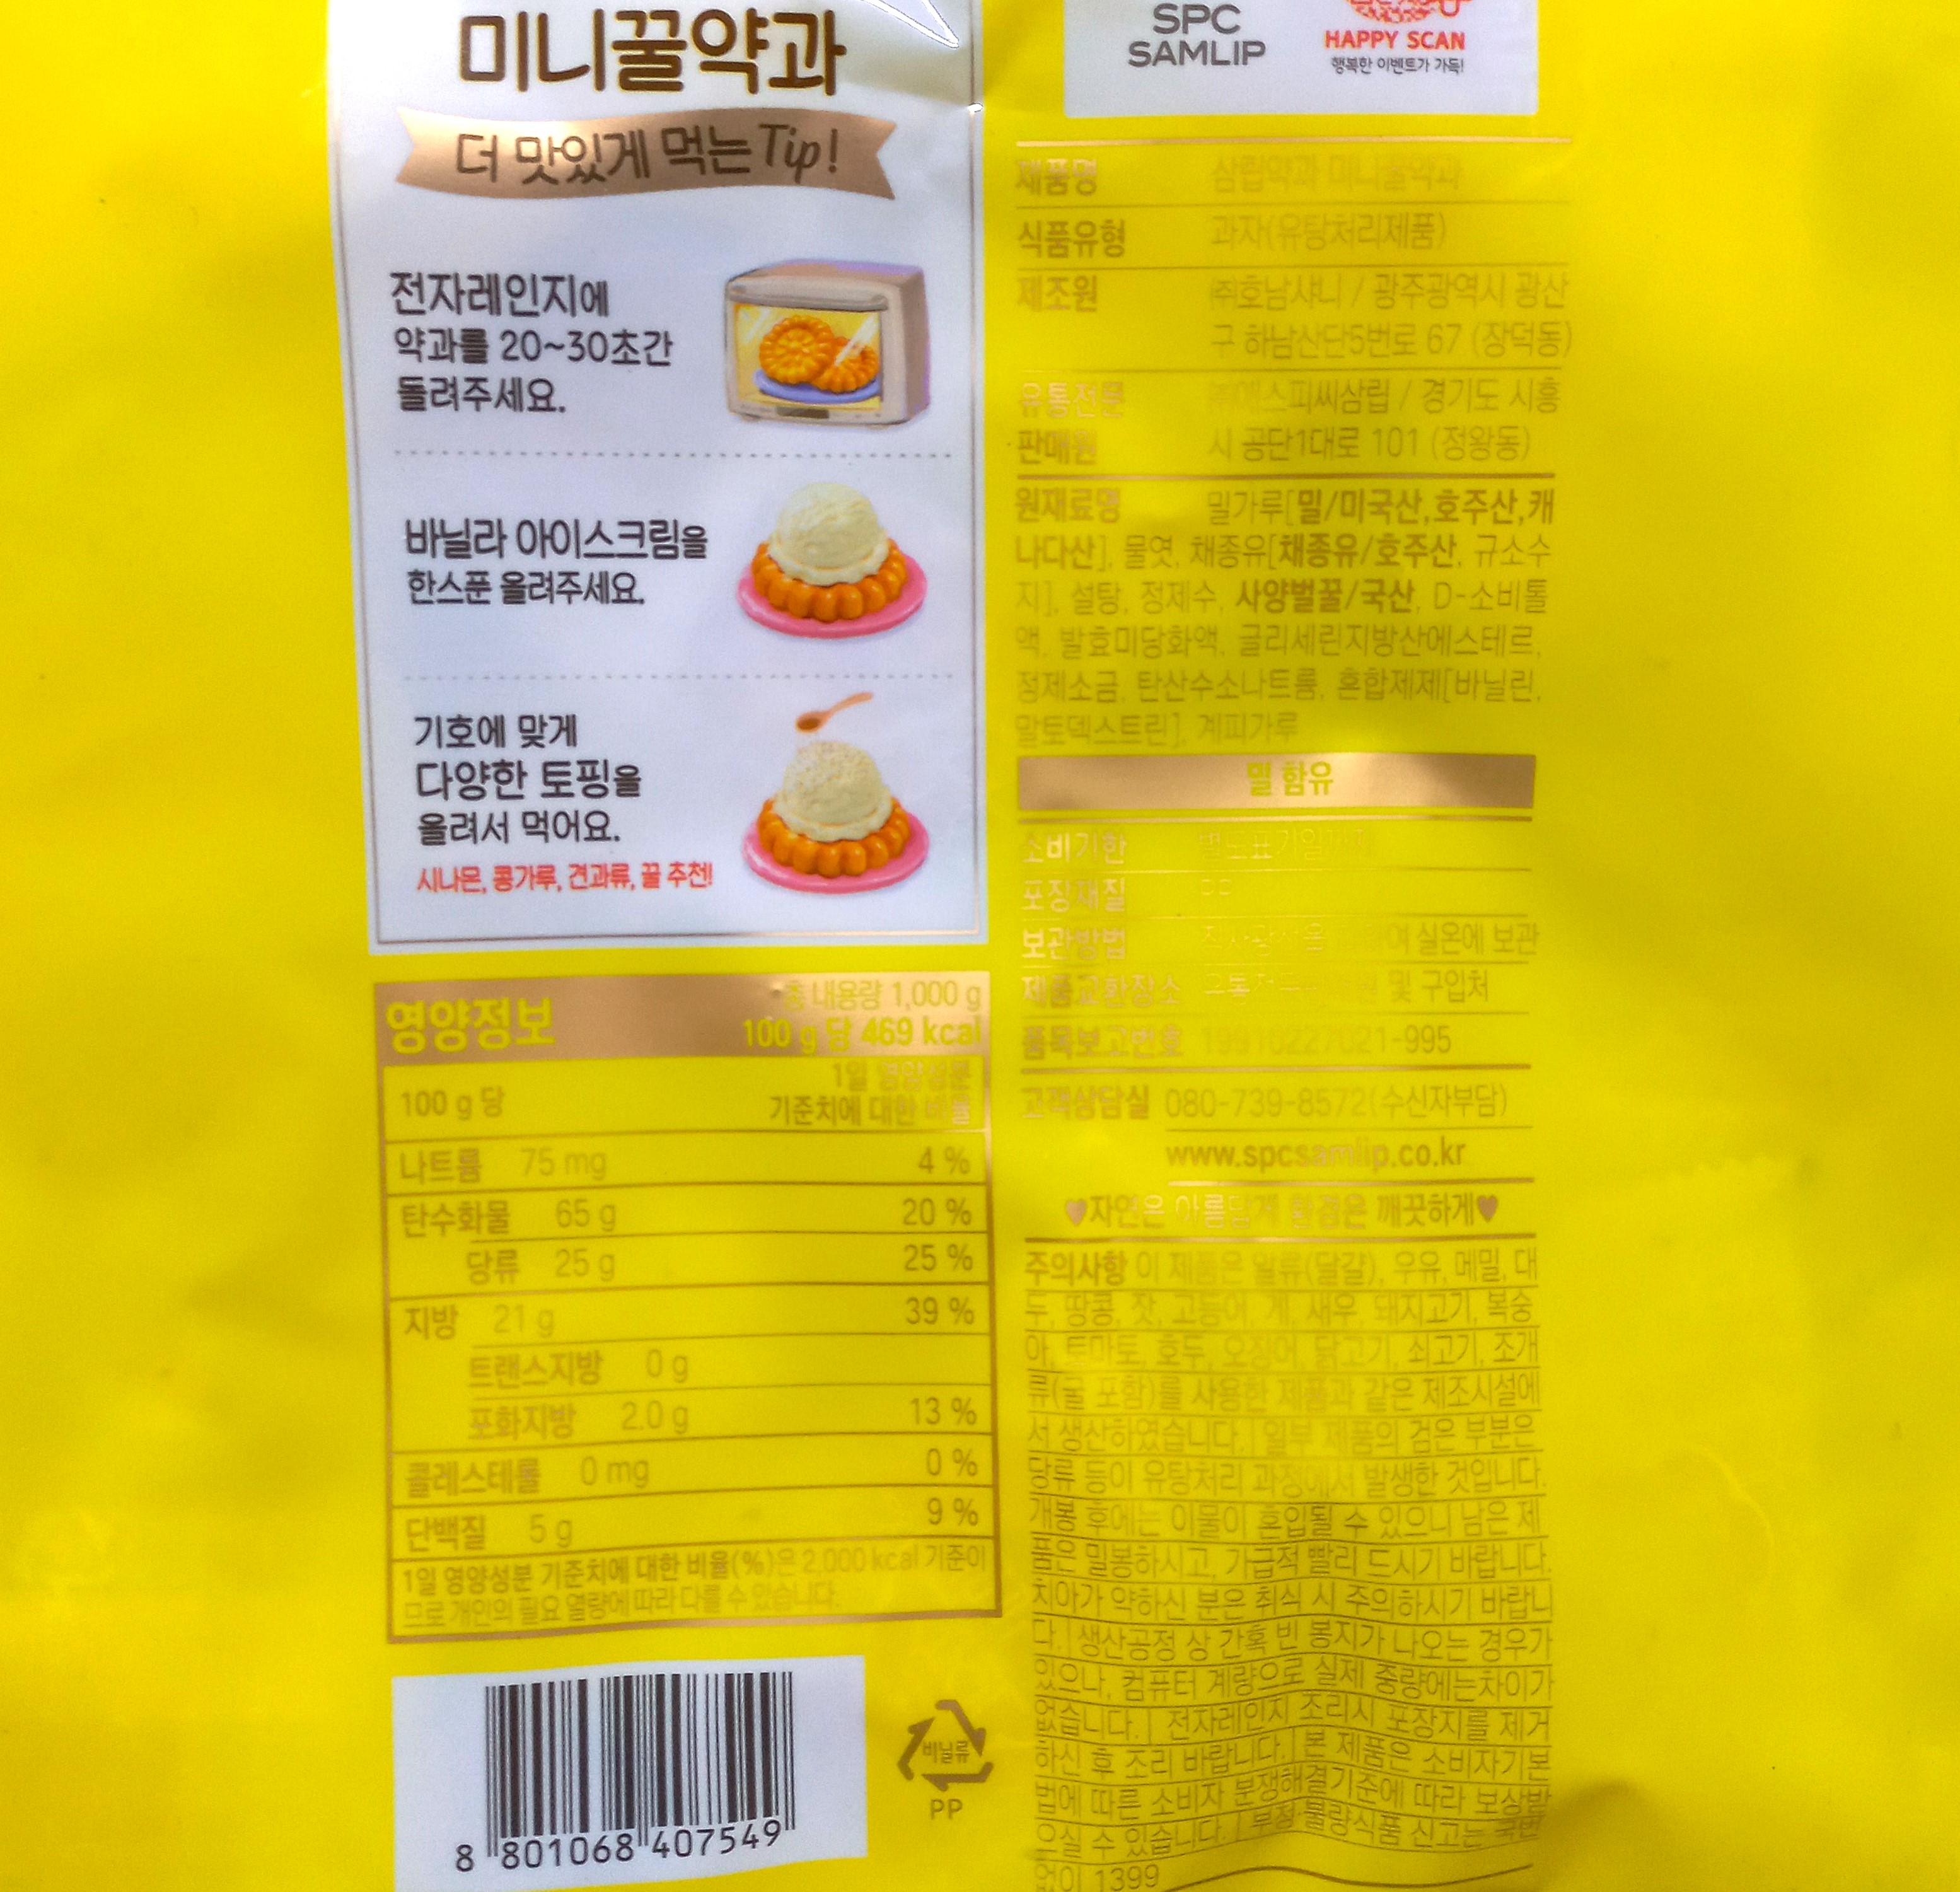 미니꿀약과
더 맛있게 먹는 Tip!
전자레인지에
약과를 20~30초간
돌려주세요.
바닐라 아이스크림을
한스푼 올려주세요.
기호에 맞게
다양한 토핑을
올려서 먹어요.
시나몬, 콩가루, 견과류, 꿀 추천!
영양정보
총 내용량 1,000 g
100 g 당 469 kcal
100 g 당
1일 영양성분
기준치에 대한 비율
나트륨 75 mg 4 %
탄수화물 65 g 20 %
당류 25 g 25 %
지방 21 g 39 %
트랜스지방 0 g
포화지방 2.0 g 13 %
콜레스테롤 0 mg 0 %
단백질 5 g 9 %
1일 영양성분 기준치에 대한 비율(%)은 2,000 kcal 기준이
므로 개인의 필요 열량에 따라 다를 수 있습니다.
8 801068 407549
비닐류
PP
SPC
SAMLIP
HAPPY SCAN
행복한 이벤트가 가득!
제품명 삼립약과 미니꿀약과
식품유형 과자(유탕처리제품)
제조원 ㈜호남샤니 / 광주광역시 광산
구 하남산단5번로 67 (장덕동)
유통전문 ㈜에스피씨삼립 / 경기도 시흥
판매원 시 공단1대로 101 (정왕동)
원재료명 밀가루[밀/미국산,호주산,캐
나다산], 물엿, 채종유[채종유/호주산, 규소수
지], 설탕, 정제수, 사양벌꿀/국산, D-소비톨
액, 발효미당화액, 글리세린지방산에스테르,
정제소금, 탄산수소나트륨, 혼합제제[바닐린,
말토덱스트린], 계피가루
밀 함유
소비기한 별도표기일까지
포장재질 PP
보관방법 직사광선을 여 실온에 보관
제품교환장소 유통전문 및 구입처
품목보고번호 19910227021-995
고객상담실 080-739-8572(수신자부담)
www.spcsamlip.co.kr
♥자연은 아름답게 환경은 깨끗하게♥
주의사항 이 제품은 알류(달걀), 우유, 메밀, 대
두, 땅콩, 잣, 고등어, 게, 새우, 돼지고기, 복숭
아, 토마토, 호두, 오징어, 닭고기, 쇠고기, 조개
류(굴 포함)를 사용한 제품과 같은 제조시설에
서 생산하였습니다. | 일부 제품의 검은 부분은
당류 등이 유탕처리 과정에서 발생한 것입니다.
개봉 후에는 이물이 혼입될 수 있으니 남은 제
품은 밀봉하시고, 가급적 빨리 드시기 바랍니다.
치아가 약하신 분은 취식 시 주의하시기 바랍니
다. | 생산공정 상 간혹 빈 봉지가 나오는 경우가
있으나, 컴퓨터 계량으로 실제 중량에는차이가
없습니다. | 전자레인지 조리시 포장지를 제거
하신 후 조리 바랍니다. | 본 제품은 소비자기본
법에 따른 소비자 분쟁해결기준에 따라 보상받
으실 수 있습니다. | 부정·불량식품 신고는 국번
없이 1399